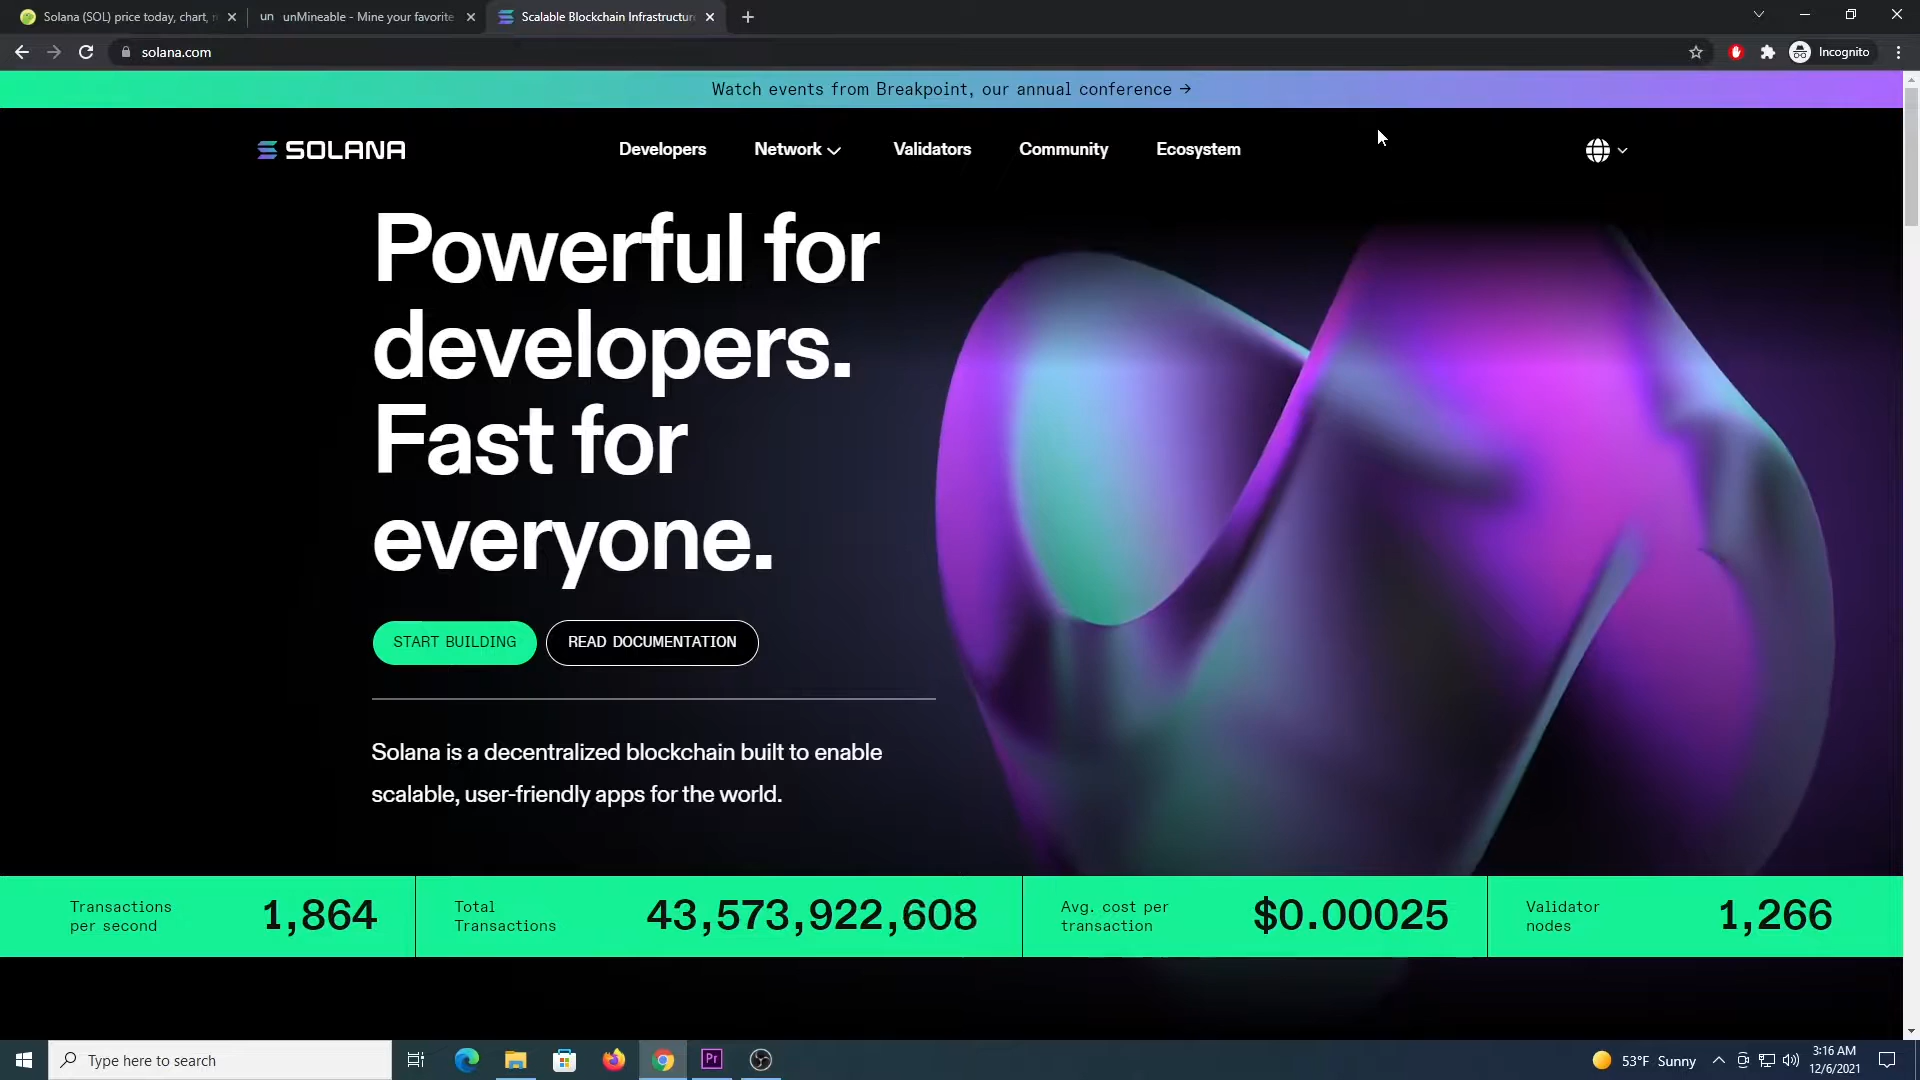 Solana (SOL) price today, chart,
un
unMineable - Mine your favorite
Scalable Blockchain Infrastructure
solana.com
Incognito
Watch events from Breakpoint, our annual conference →
SOLANA
Developers
Network
Validators
Community
Ecosystem
Powerful for
developers.
Fast for
everyone.
START BUILDING
READ DOCUMENTATION
Solana is a decentralized blockchain built to enable
scalable, user-friendly apps for the world.
Transactions
per second
1,864
Total
Transactions
43,573,922,608
Avg. cost per
transaction
$0.00025
Validator
nodes
1,266
Type here to search
Pr
53°F Sunny
3:16 AM
12/6/2021